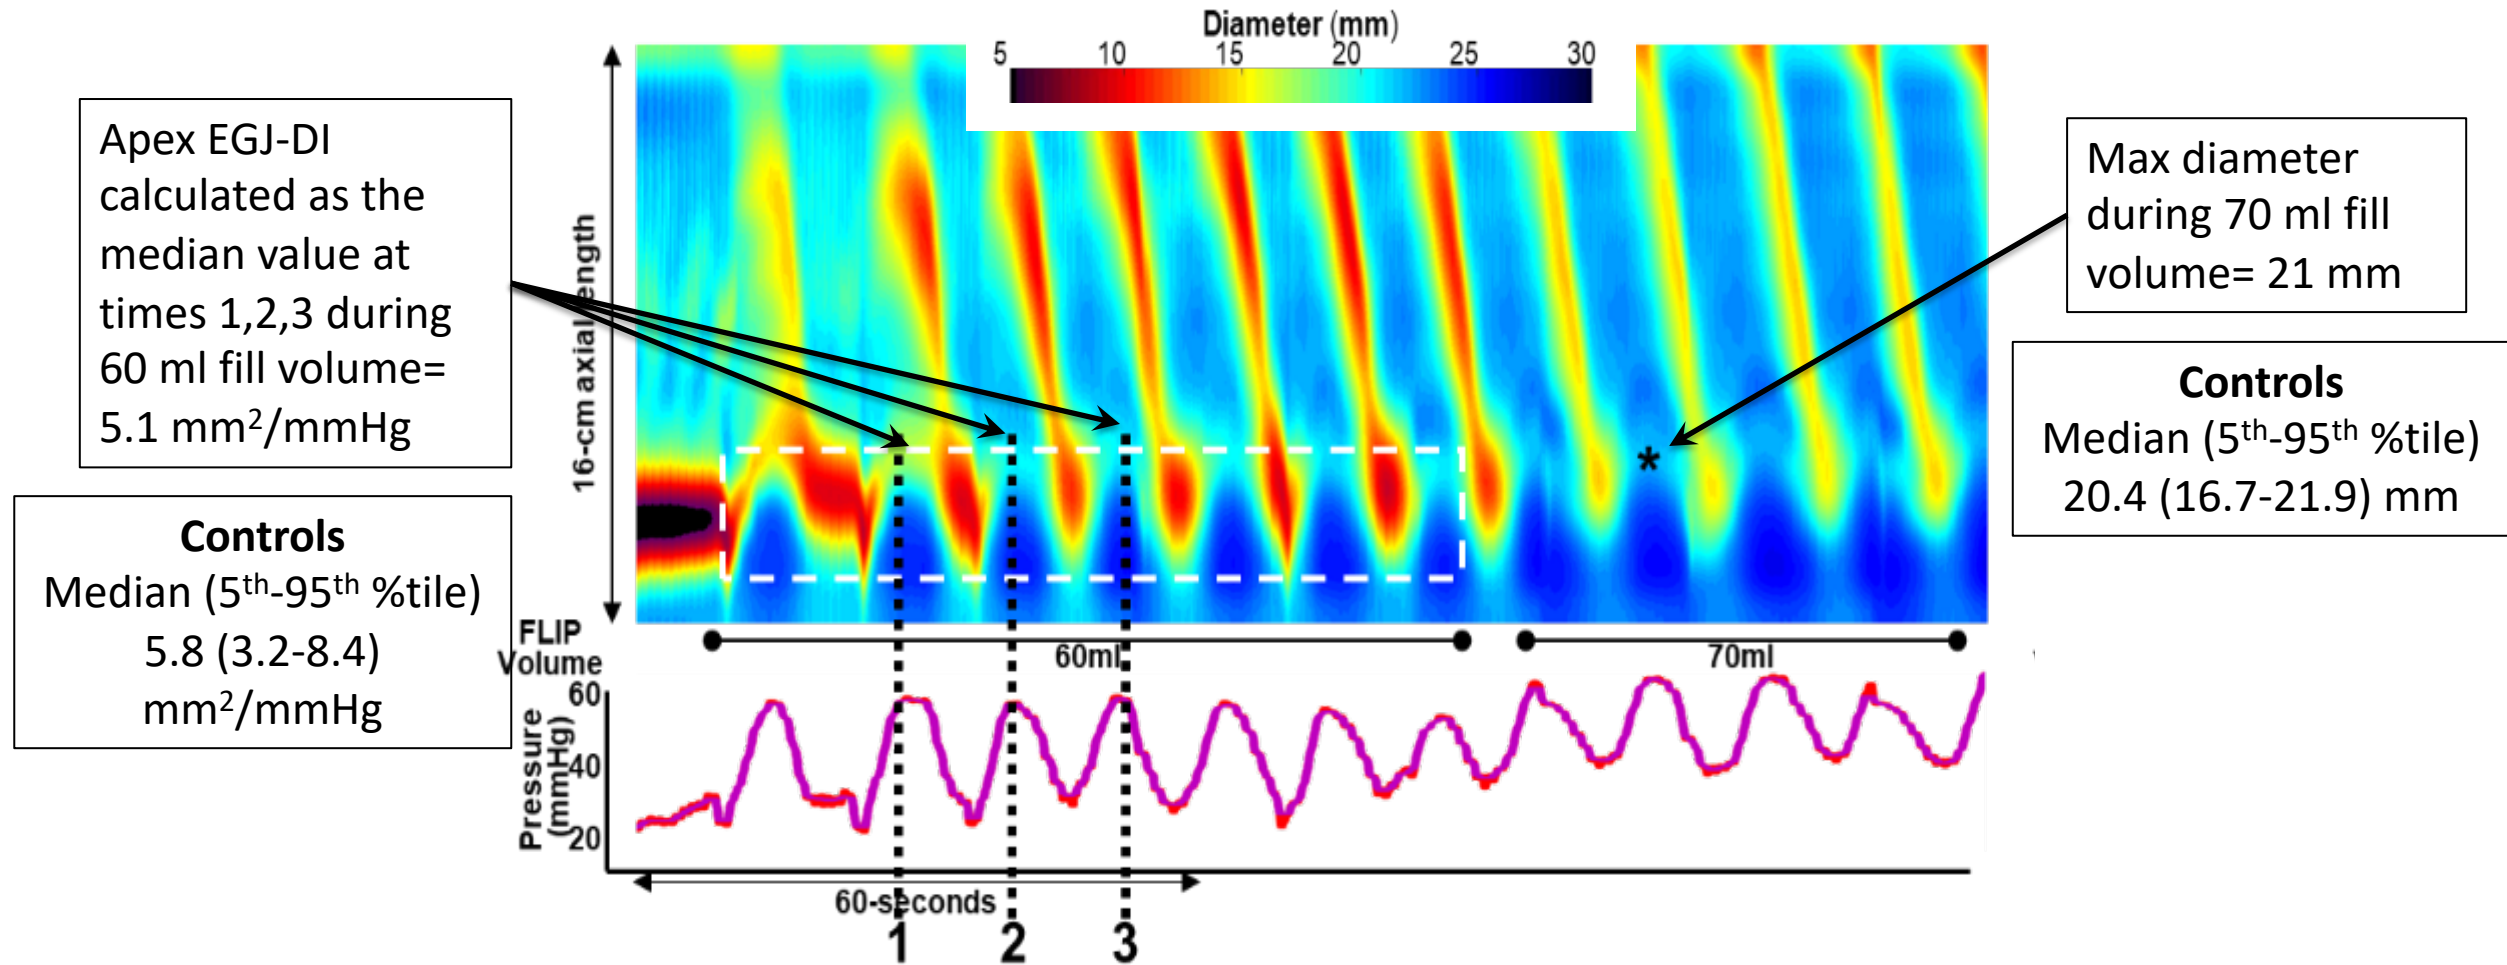 Diameter (mm)
5 10 15 20 25 30
Apex EGJ-DI
calculated as the
median value at
times 1,2,3 during
60 ml fill volume=
5.1 mm²/mmHg
Controls
Median (5th-95th %tile)
5.8 (3.2-8.4)
mm²/mmHg
16-cm axial length
*
Max diameter
during 70 ml fill
volume= 21 mm
Controls
Median (5th-95th %tile)
20.4 (16.7-21.9) mm
FLIP
Volume
60ml
70ml
Pressure
(mmHg)
60
40
20
60-seconds
1 2 3